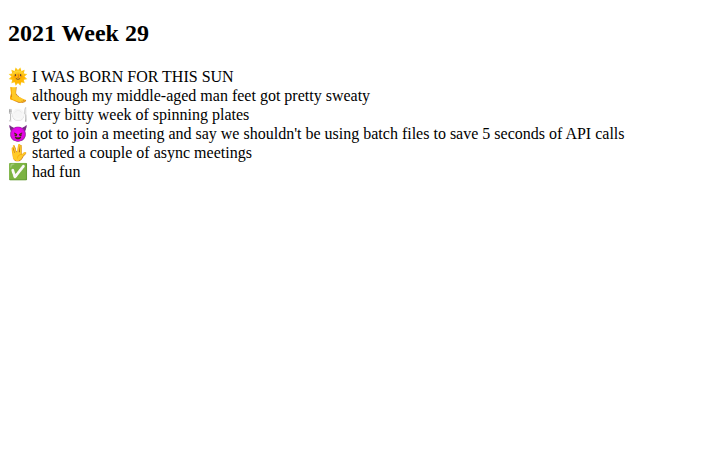 2021 Week 29
🌞 I WAS BORN FOR THIS SUN
🦶 although my middle-aged man feet got pretty sweaty
🍽️ very bitty week of spinning plates
😈 got to join a meeting and say we shouldn't be using batch files to save 5 seconds of API calls
🖖 started a couple of async meetings
✅ had fun